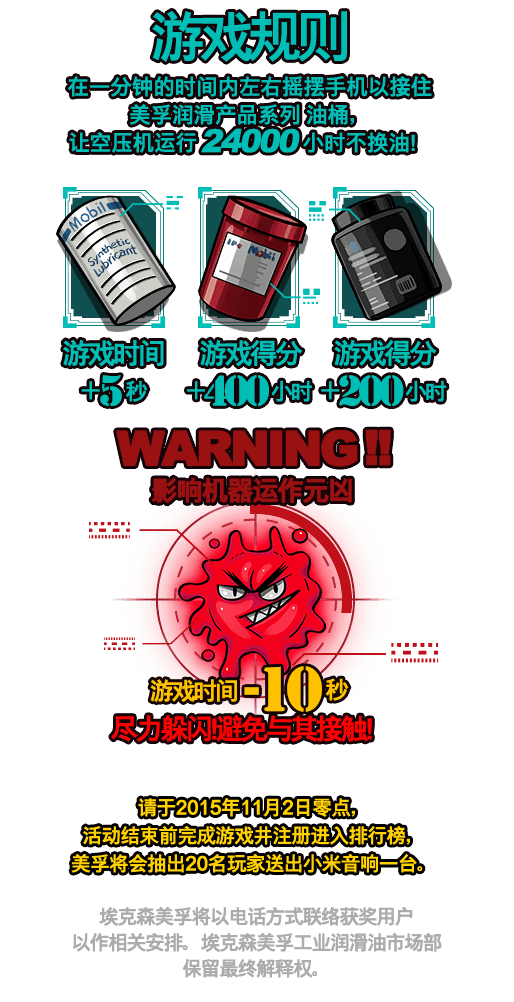 游戏规则
在一分钟的时间内左右摇摆手机以接住
美孚润滑产品系列 油桶，
让空压机运行 24000 小时不换油!
Mobil
Synthetic
Lubricant
Mobil
游戏时间
+5秒
游戏得分
+400小时
游戏得分
+200小时
WARNING!!
影响机器运作元凶
游戏时间-10秒
尽力躲闪!避免与其接触!
请于2015年11月2日零点，
活动结束前完成游戏并注册进入排行榜，
美孚将会抽出20名玩家送出小米音响一台。
埃克森美孚将以电话方式联络获奖用户
以作相关安排。埃克森美孚工业润滑油市场部
保留最终解释权。